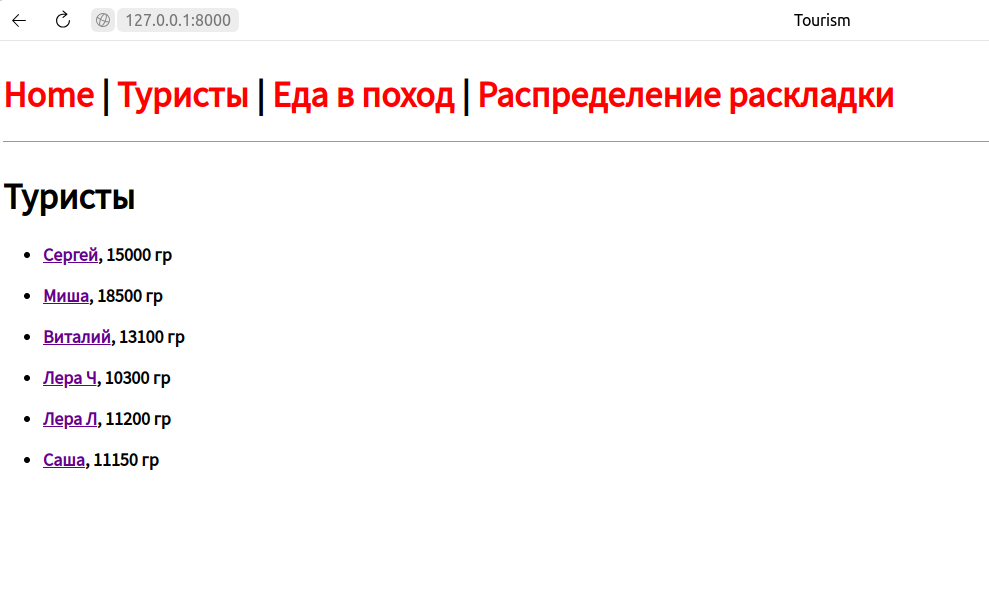 127.0.0.1:8000 Tourism
Home | Туристы | Еда в поход | Распределение раскладки
Туристы
Сергей, 15000 гр
Миша, 18500 гр
Виталий, 13100 гр
Лера Ч, 10300 гр
Лера Л, 11200 гр
Саша, 11150 гр